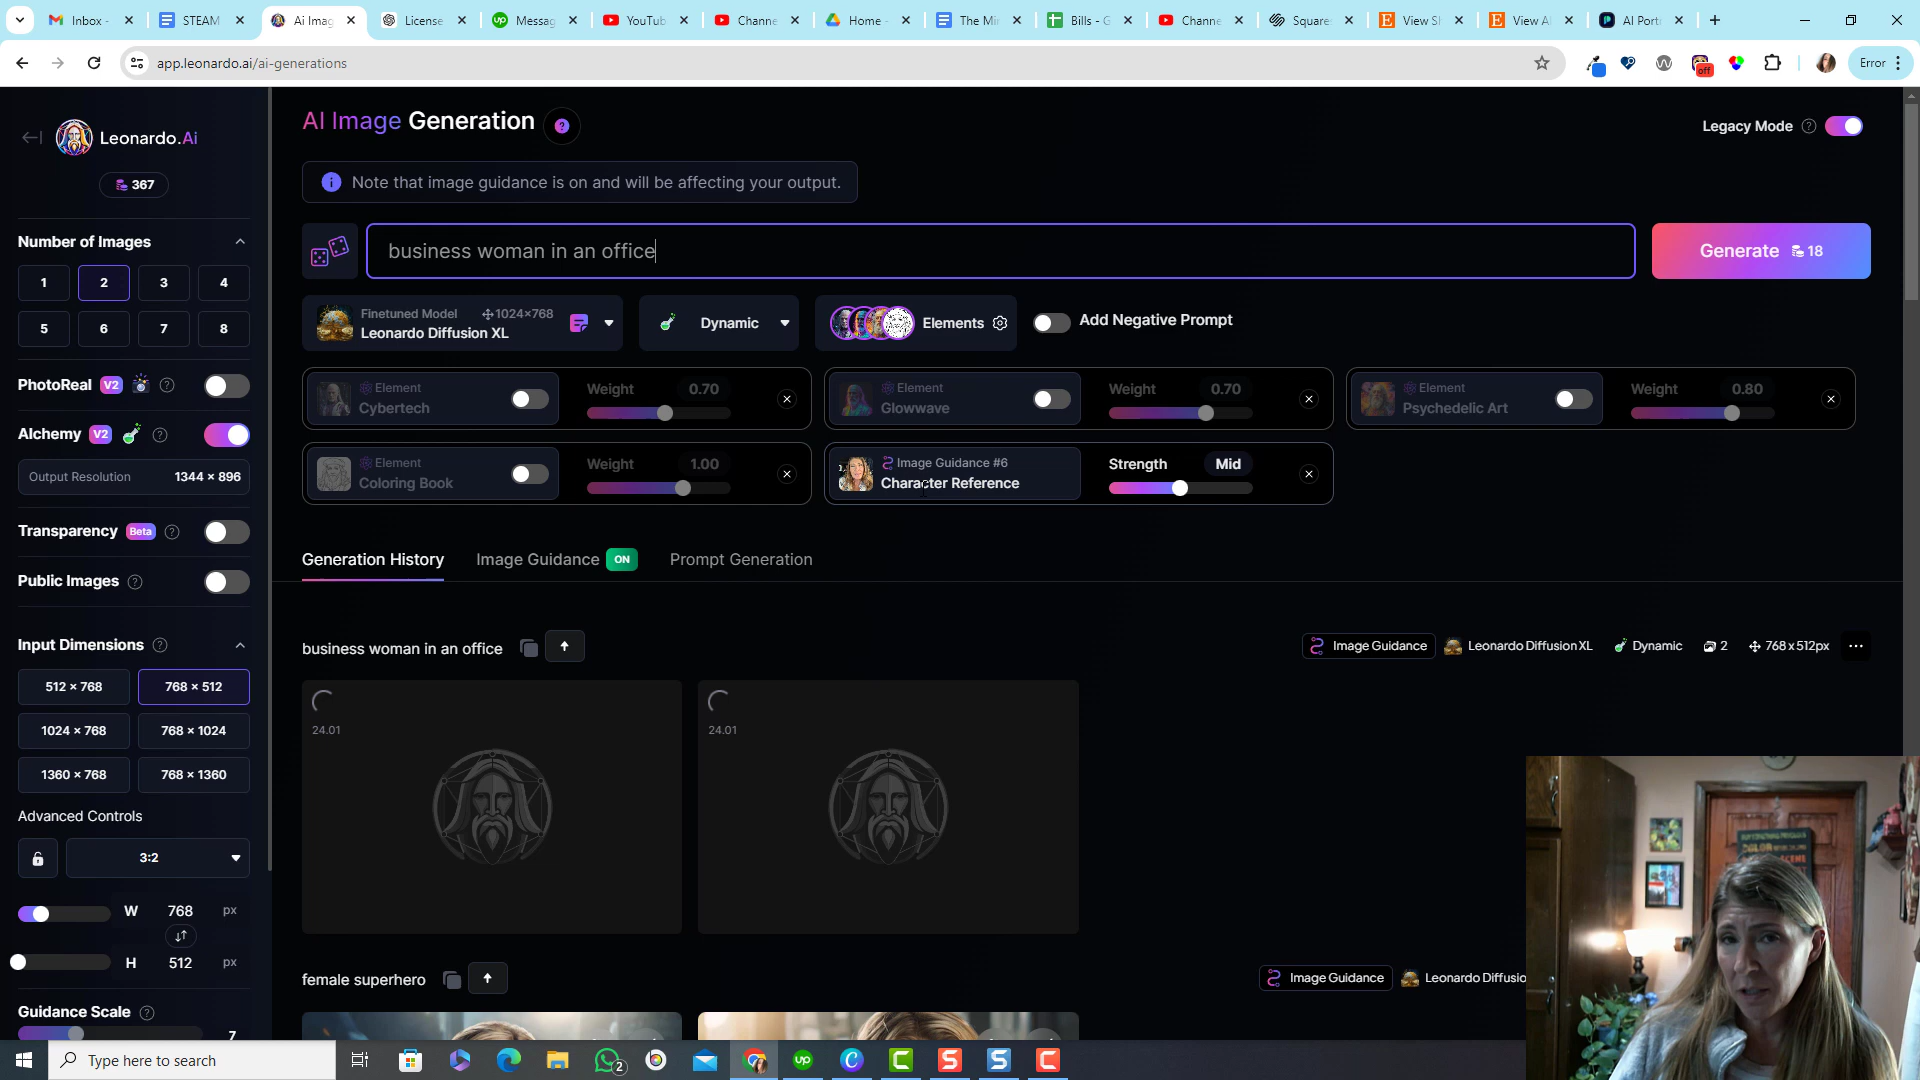 Inbox -
STEAM
Ai Imag
License
Messag
YouTub
Channe
Home -
The Mir
Bills - G
Channe
Square
View Sh
View Al
AI Port
app.leonardo.ai/ai-generations
off
Error
Leonardo.Ai
367
Number of Images
1
2
3
4
5
6
7
8
PhotoReal V2
Alchemy V2
Output Resolution 1344 × 896
Transparency Beta
Public Images
Input Dimensions
512 × 768
768 × 512
1024 × 768
768 × 1024
1360 × 768
768 × 1360
Advanced Controls
3:2
W 768 px
H 512 px
Guidance Scale
7
AI Image Generation ?
Legacy Mode
Note that image guidance is on and will be affecting your output.
business woman in an office
Generate 18
Finetuned Model 1024×768
Leonardo Diffusion XL
Dynamic
Elements
Add Negative Prompt
Element
Cybertech
Weight 0.70
Element
Glowwave
Weight 0.70
Element
Psychedelic Art
Weight 0.80
Element
Coloring Book
Weight 1.00
Image Guidance #6
Character Reference
Strength Mid
Generation History
Image Guidance ON
Prompt Generation
business woman in an office
Image Guidance
Leonardo Diffusion XL
Dynamic
2
768 x 512px
24.01
24.01
female superhero
Image Guidance
Leonardo Diffusio
Type here to search
2
up